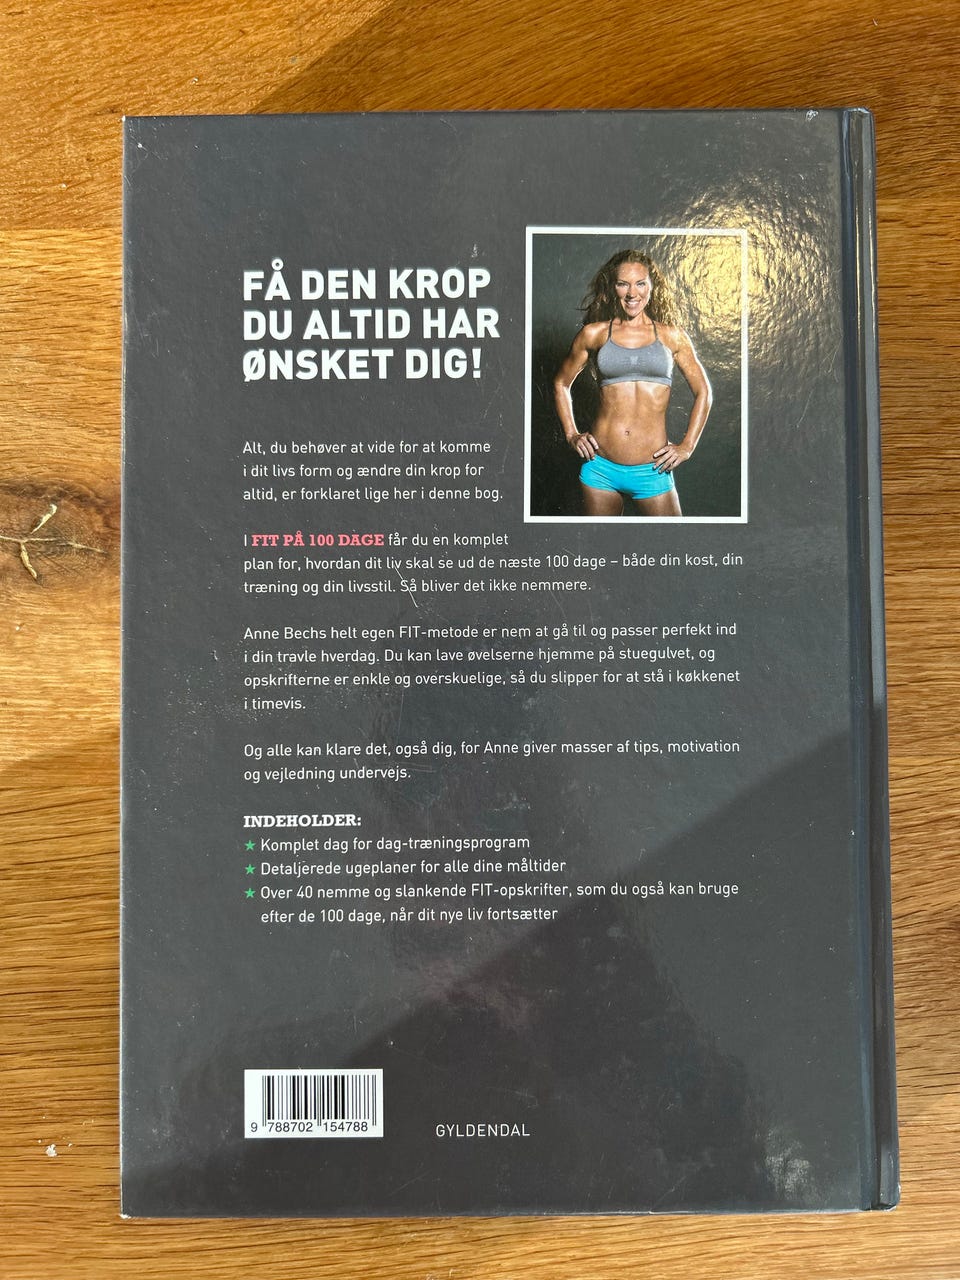 FÅ DEN KROP
DU ALTID HAR
ØNSKET DIG!
Alt, du behøver at vide for at komme
i dit livs form og ændre din krop for
altid, er forklaret lige her i denne bog.
I FIT PÅ 100 DAGE får du en komplet
plan for, hvordan dit liv skal se ud de næste 100 dage – både din kost, din
træning og din livsstil. Så bliver det ikke nemmere.
Anne Bechs helt egen FIT-metode er nem at gå til og passer perfekt ind
i din travle hverdag. Du kan lave øvelserne hjemme på stuegulvet, og
opskrifterne er enkle og overskuelige, så du slipper for at stå i køkkenet
i timevis.
Og alle kan klare det, også dig, for Anne giver masser af tips, motivation
og vejledning undervejs.
INDEHOLDER:
★ Komplet dag for dag-træningsprogram
★ Detaljerede ugeplaner for alle dine måltider
★ Over 40 nemme og slankende FIT-opskrifter, som du også kan bruge
efter de 100 dage, når dit nye liv fortsætter
9 788702 154788
GYLDENDAL